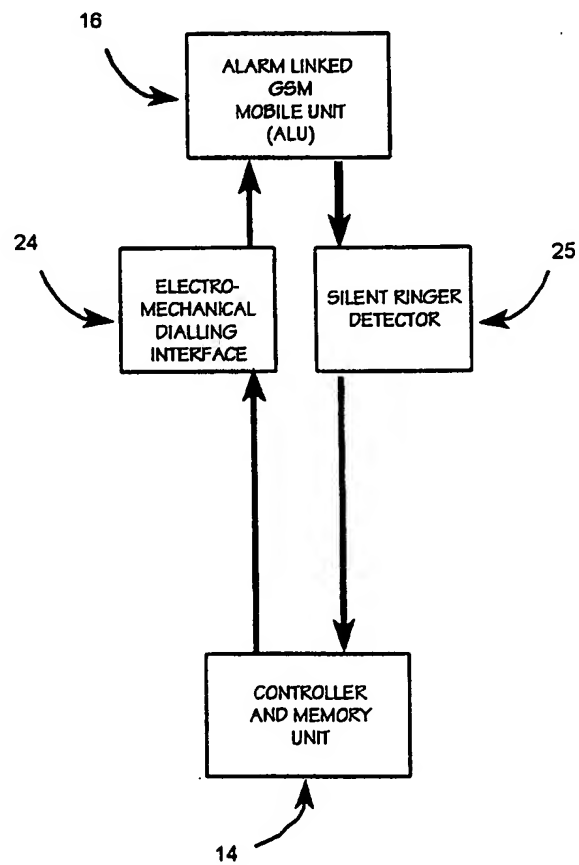 16
ALARM LINKED
GSM
MOBILE UNIT
(ALU)
24
ELECTRO-
MECHANICAL
DIALLING
INTERFACE
SILENT RINGER
DETECTOR
25
CONTROLLER
AND MEMORY
UNIT
14